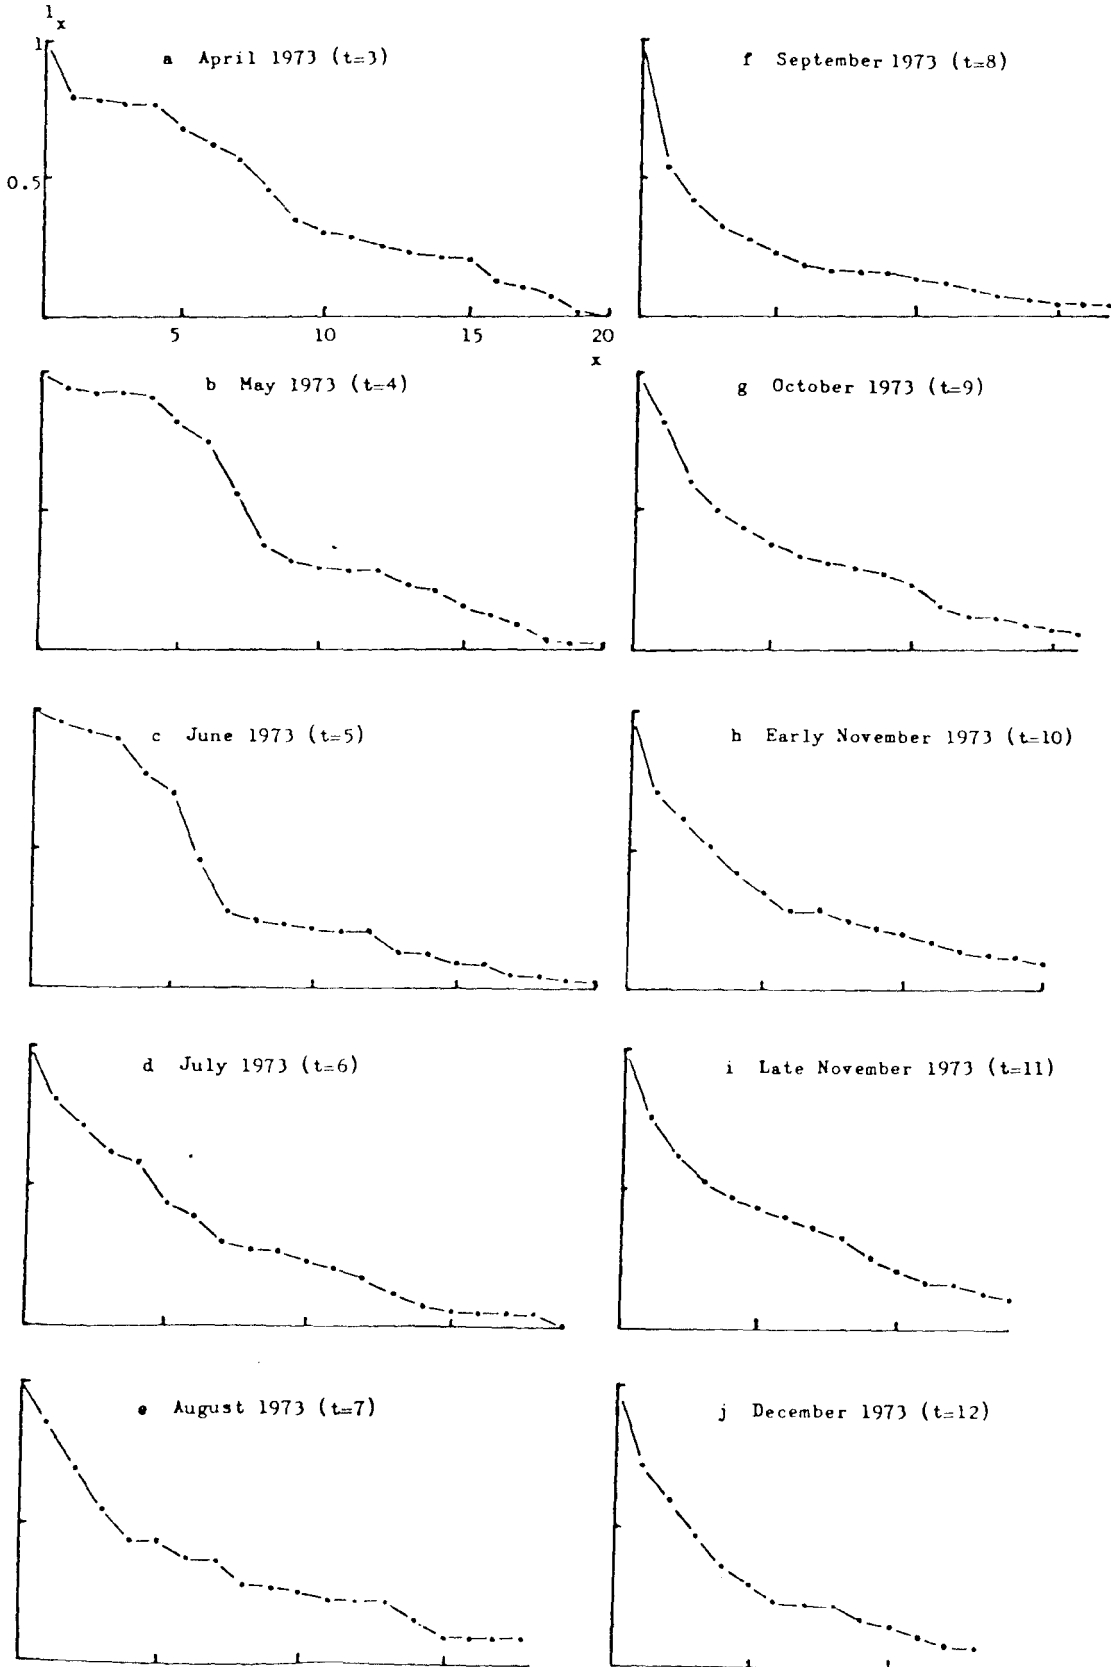 l_x
1
a April 1973 (t=3)
0.5
5 10 15 20
x
b May 1973 (t=4)
c June 1973 (t=5)
d July 1973 (t=6)
e August 1973 (t=7)
f September 1973 (t=8)
g October 1973 (t=9)
h Early November 1973 (t=10)
i Late November 1973 (t=11)
j December 1973 (t=12)